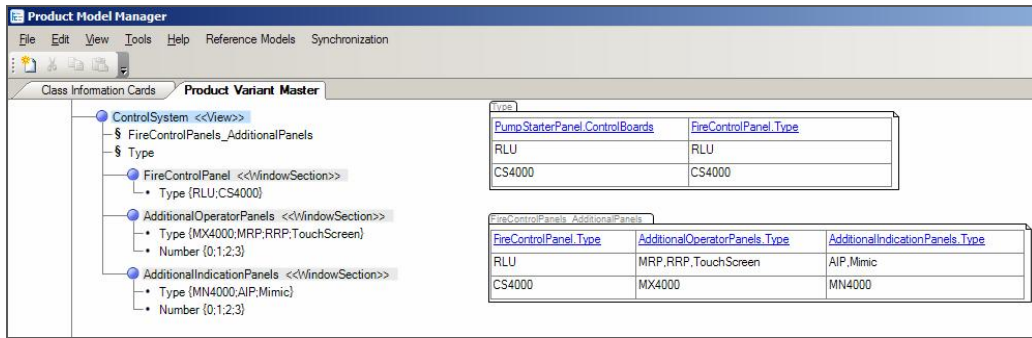 Product Model Manager
File Edit View Tools Help Reference Models Synchronization
Class Information Cards Product Variant Master
ControlSystem <<View>>
§ FireControlPanels_AdditionalPanels
§ Type
FireControlPanel <<WindowSection>>
• Type {RLU;CS4000}
AdditionalOperatorPanels <<WindowSection>>
• Type {MX4000;MRP;RRP;TouchScreen}
• Number {0;1;2;3}
AdditionalIndicationPanels <<WindowSection>>
• Type {MN4000;AIP;Mimic}
• Number {0;1;2;3}
Type
PumpStarterPanel.ControlBoards FireControlPanel.Type
RLU RLU
CS4000 CS4000
FireControlPanels_AdditionalPanels
FireControlPanel.Type AdditionalOperatorPanels.Type AdditionalIndicationPanels.Type
RLU MRP,RRP,TouchScreen AIP,Mimic
CS4000 MX4000 MN4000